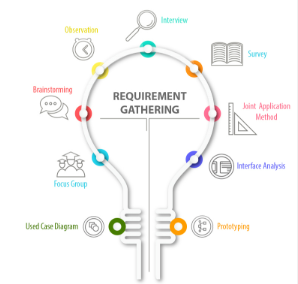 Interview
Observation
Survey
Brainstorming
REQUIREMENT
GATHERING
Joint Application
Method
Focus Group
Interface Analysis
Used Case Diagram
Prototyping